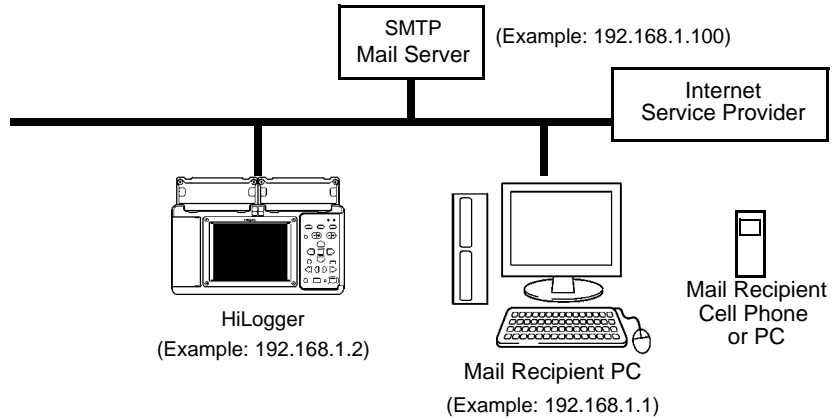 SMTP
Mail Server
(Example: 192.168.1.100)
Internet
Service Provider
HiLogger
(Example: 192.168.1.2)
Mail Recipient PC
(Example: 192.168.1.1)
Mail Recipient
Cell Phone
or PC